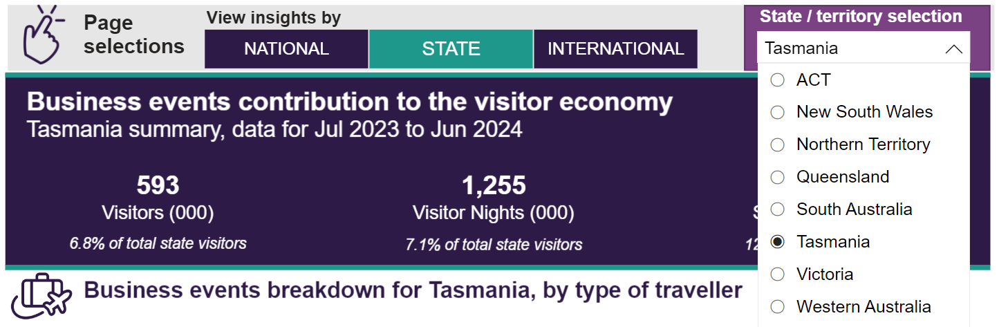 Page
selections
View insights by
NATIONAL
STATE
INTERNATIONAL
State / territory selection
Tasmania
ACT
New South Wales
Northern Territory
Queensland
South Australia
Tasmania
Victoria
Western Australia
Business events contribution to the visitor economy
Tasmania summary, data for Jul 2023 to Jun 2024
593
Visitors (000)
6.8% of total state visitors
1,255
Visitor Nights (000)
7.1% of total state visitors
Business events breakdown for Tasmania, by type of traveller